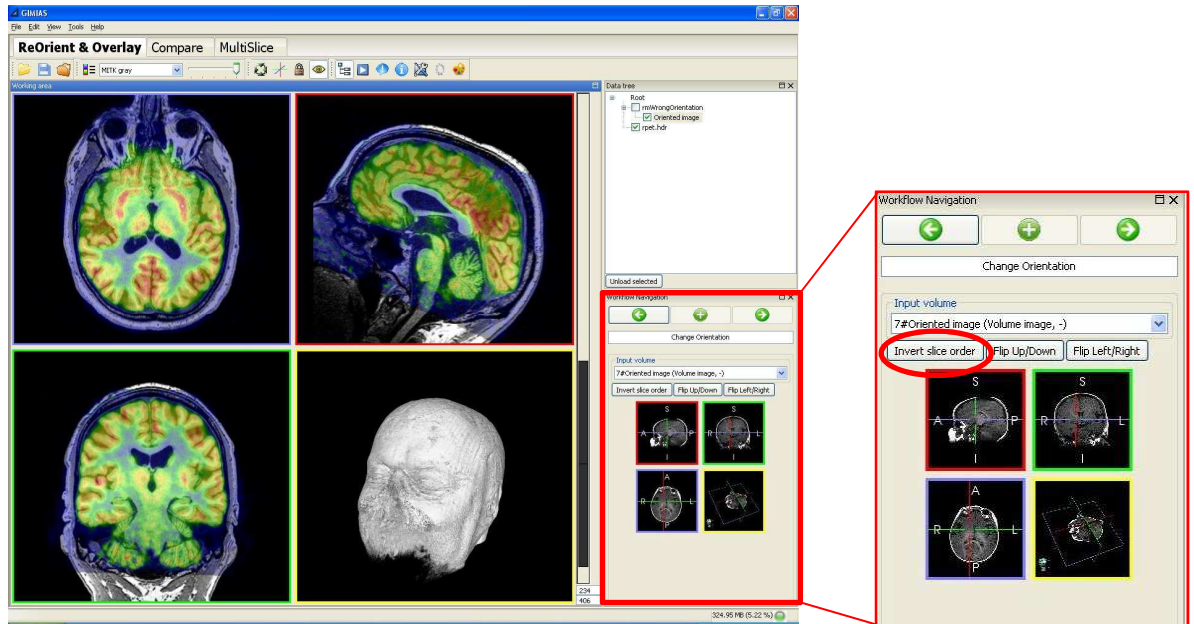 GIMIAS
File Edit View Tools Help
ReOrient & Overlay Compare MultiSlice
MITK gray
Working area
Data tree
Root
rmWrongOrientation
Oriented image
rpet.hdr
Unload selected
Workflow Navigation
Change Orientation
Input volume
7#Oriented image (Volume image, -)
Invert slice order Flip Up/Down Flip Left/Right
S S
A P R L
I
A
R L
P
234
406
324.95 MB (5.22 %)
Workflow Navigation
Change Orientation
Input volume
7#Oriented image (Volume image, -)
Invert slice order Flip Up/Down Flip Left/Right
S S
A P R L
I I
A
R L
P